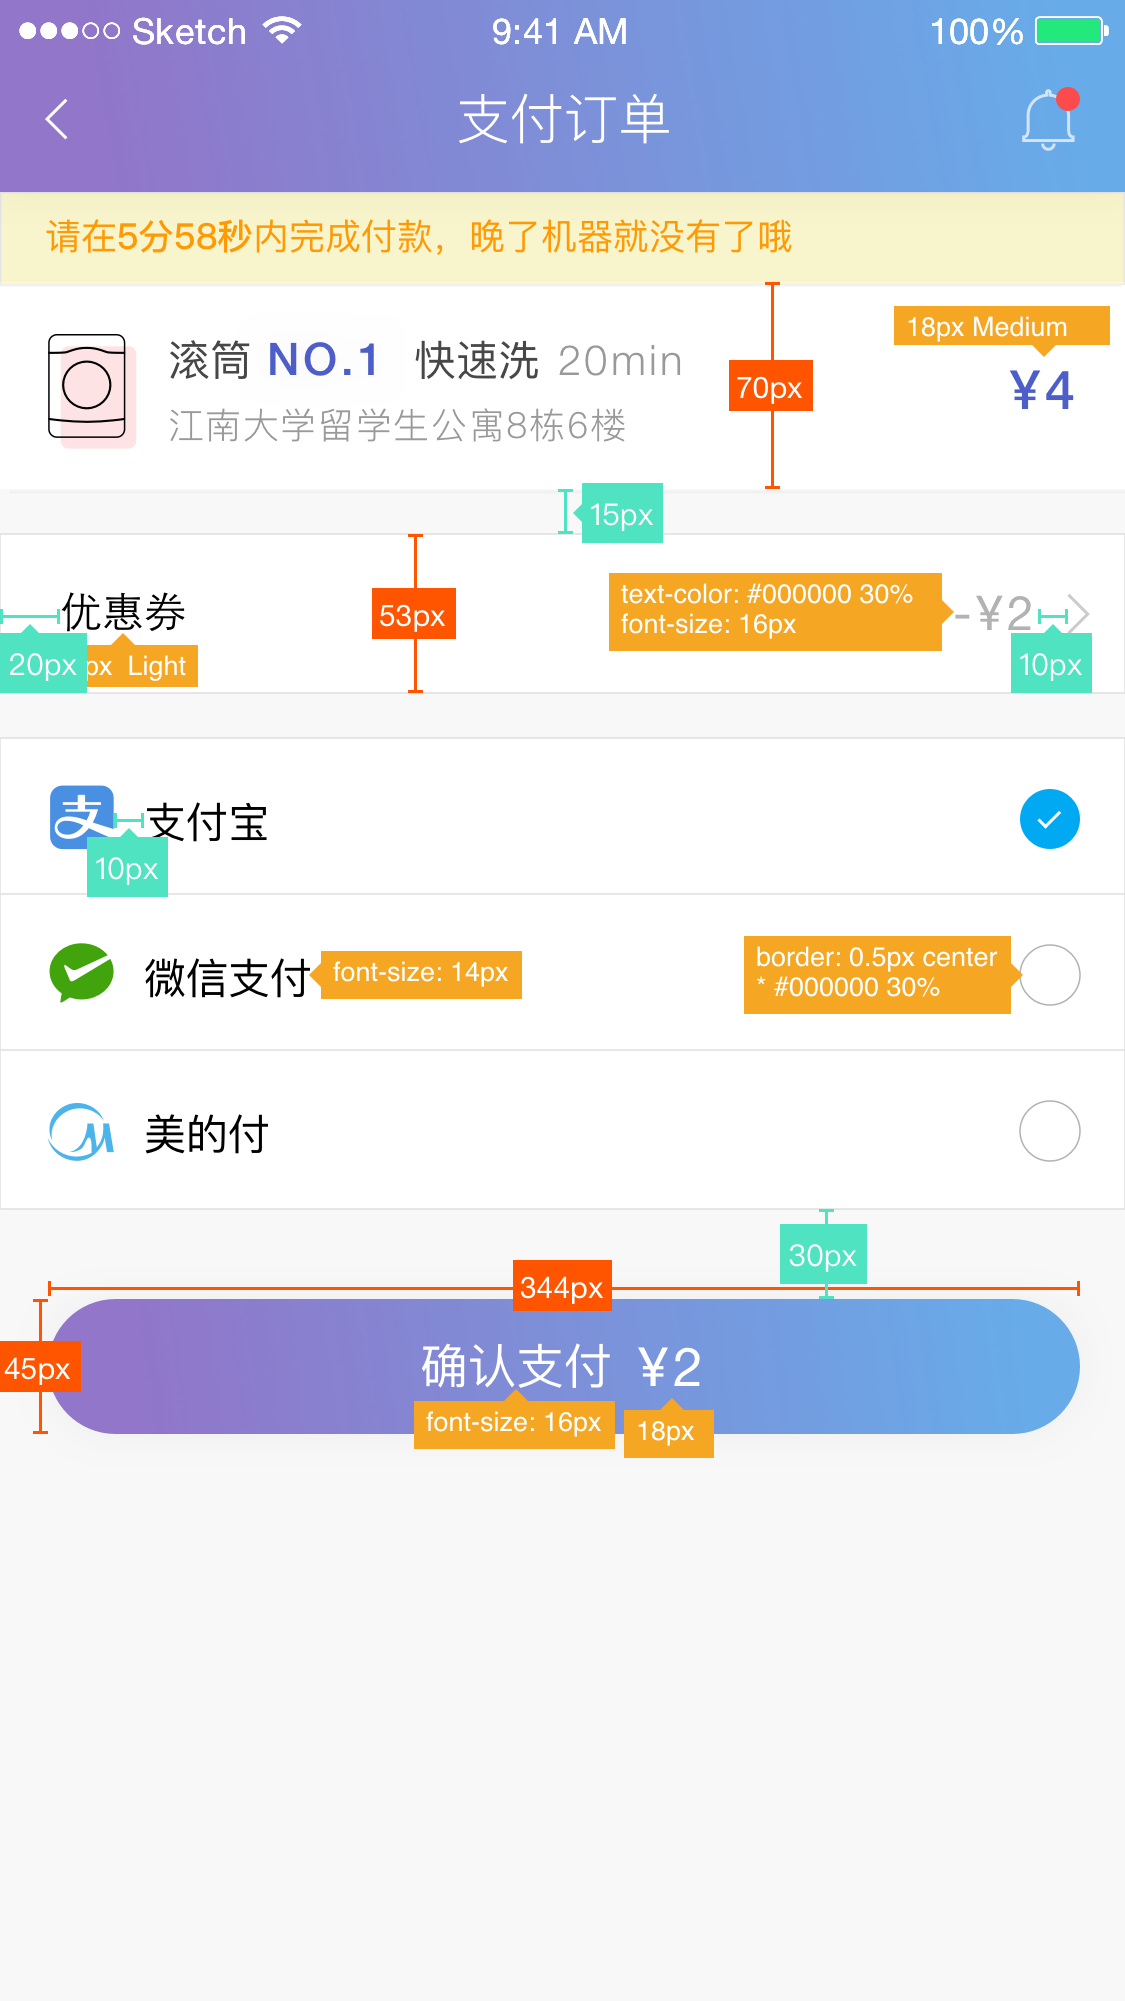 Sketch 9:41 AM 100%
支付订单
请在5分58秒内完成付款，晚了机器就没有了哦
18px Medium
滚筒 NO.1 快速洗 20min
70px
¥4
江南大学留学生公寓8栋6楼
15px
text-color: #000000 30%
font-size: 16px
优惠券
53px
-¥2
20px
px Light
10px
支付宝
10px
微信支付
font-size: 14px
border: 0.5px center
* #000000 30%
美的付
30px
344px
45px
确认支付 ¥2
font-size: 16px
18px